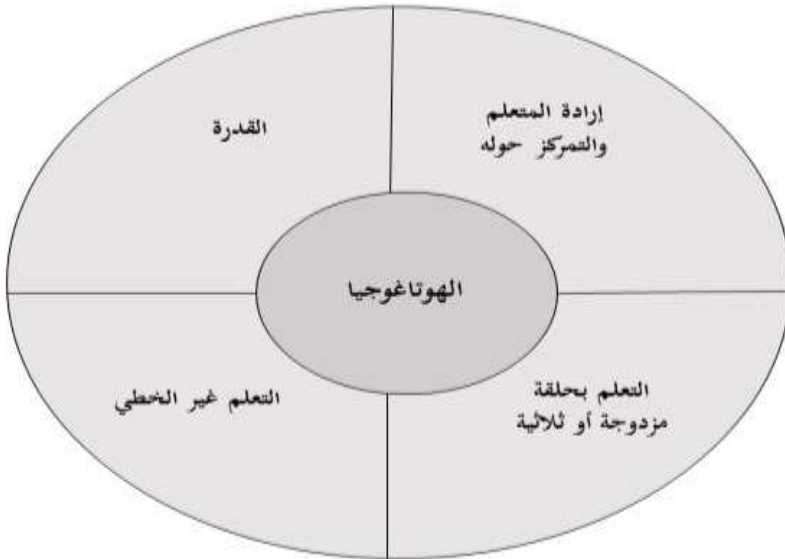 إرادة المتعلم
والتمركز حوله
القدرة
الهوتاغوجيا
التعلم بحلقة
مزدوجة أو ثلاثية
التعلم غير الخطي